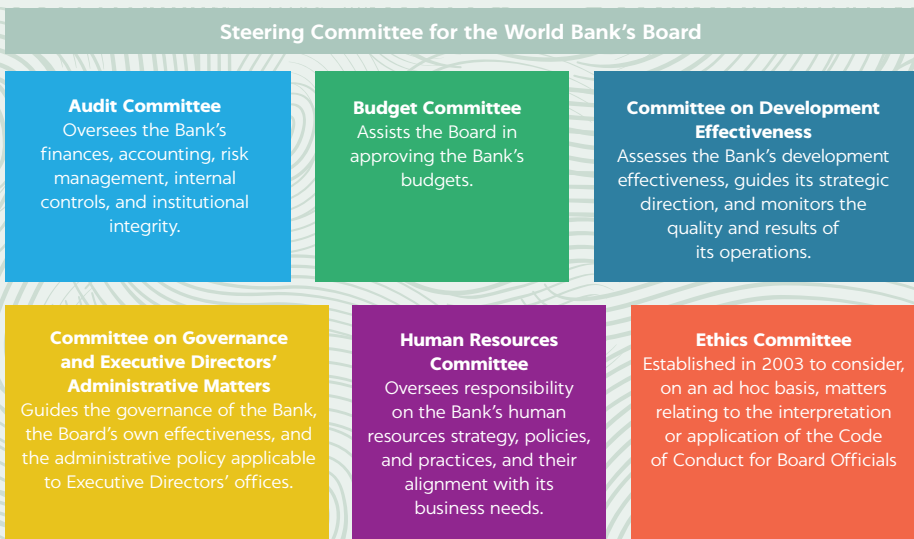 Steering Committee for the World Bank’s Board
Audit Committee
Oversees the Bank’s
finances, accounting, risk
management, internal
controls, and institutional
integrity.
Budget Committee
Assists the Board in
approving the Bank’s
budgets.
Committee on Development
Effectiveness
Assesses the Bank’s development
effectiveness, guides its strategic
direction, and monitors the
quality and results of
its operations.
Committee on Governance
and Executive Directors’
Administrative Matters
Guides the governance of the Bank,
the Board’s own effectiveness, and
the administrative policy applicable
to Executive Directors’ offices.
Human Resources
Committee
Oversees responsibility
on the Bank’s human
resources strategy, policies,
and practices, and their
alignment with its
business needs.
Ethics Committee
Established in 2003 to consider,
on an ad hoc basis, matters
relating to the interpretation
or application of the Code
of Conduct for Board Officials